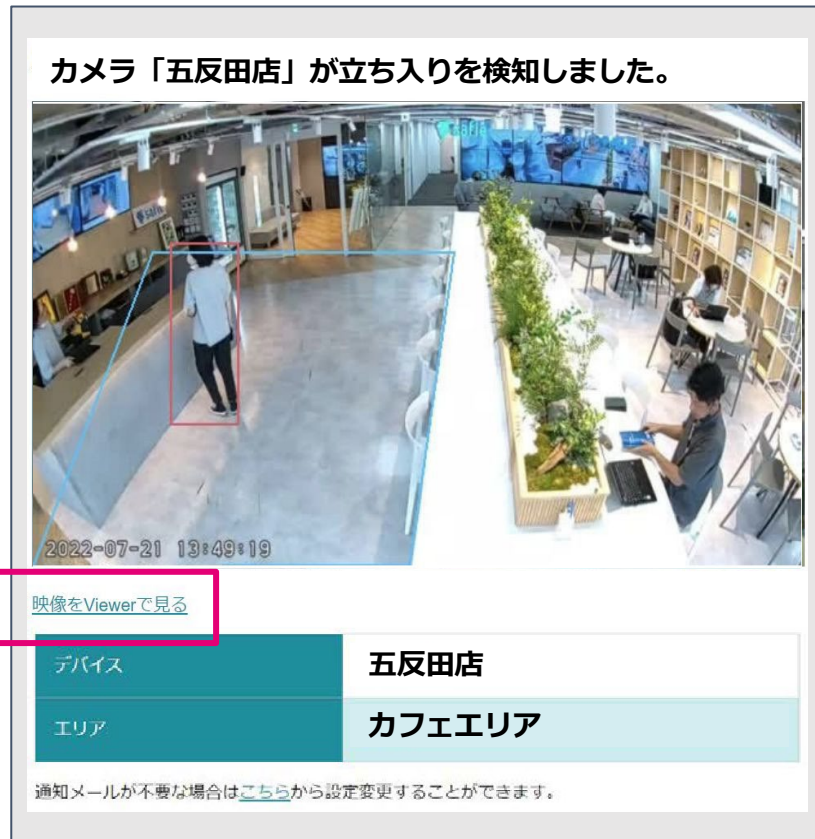 カメラ「五反田店」が立ち入りを検知しました。
safie
safie
2022-07-21 13:49:19
映像をViewerで見る
デバイス 五反田店
エリア カフェエリア
通知メールが不要な場合はこちらから設定変更することができます。